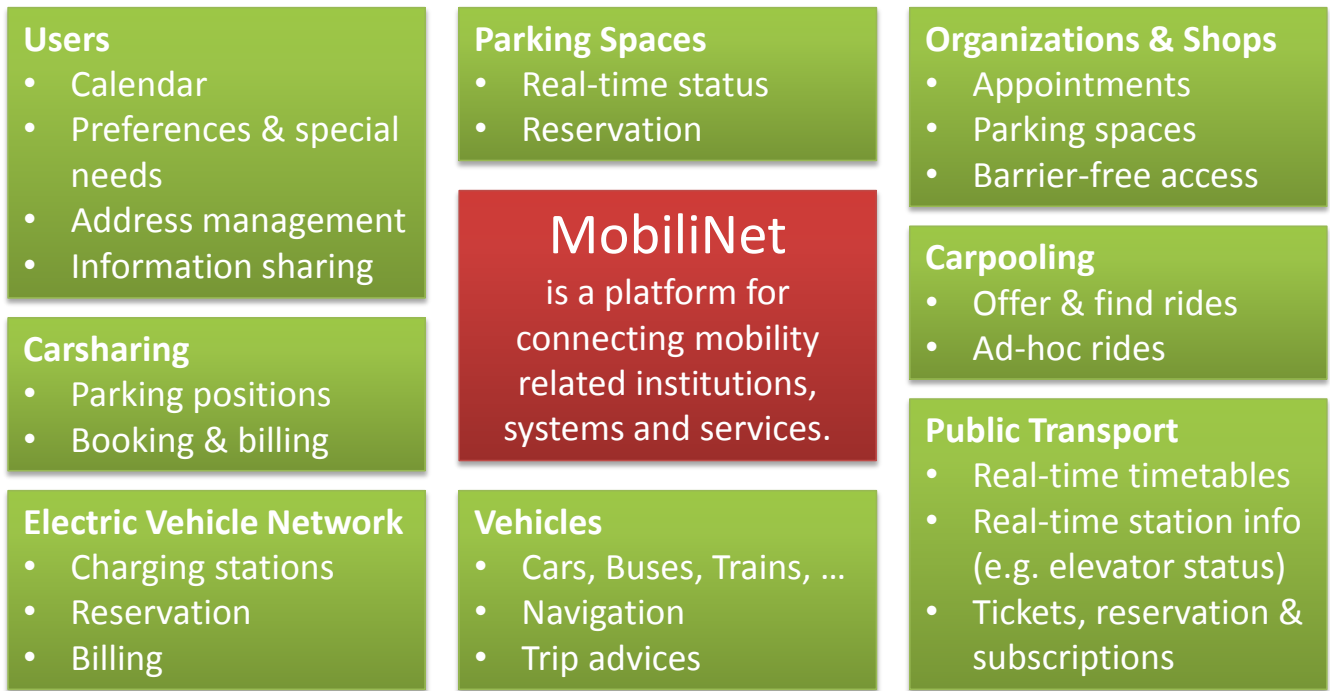 Users
• Calendar
• Preferences & special
needs
• Address management
• Information sharing
Carsharing
• Parking positions
• Booking & billing
Electric Vehicle Network
• Charging stations
• Reservation
• Billing
Parking Spaces
• Real-time status
• Reservation
MobiliNet
is a platform for
connecting mobility
related institutions,
systems and services.
Vehicles
• Cars, Buses, Trains, …
• Navigation
• Trip advices
Organizations & Shops
• Appointments
• Parking spaces
• Barrier-free access
Carpooling
• Offer & find rides
• Ad-hoc rides
Public Transport
• Real-time timetables
• Real-time station info
(e.g. elevator status)
• Tickets, reservation &
subscriptions